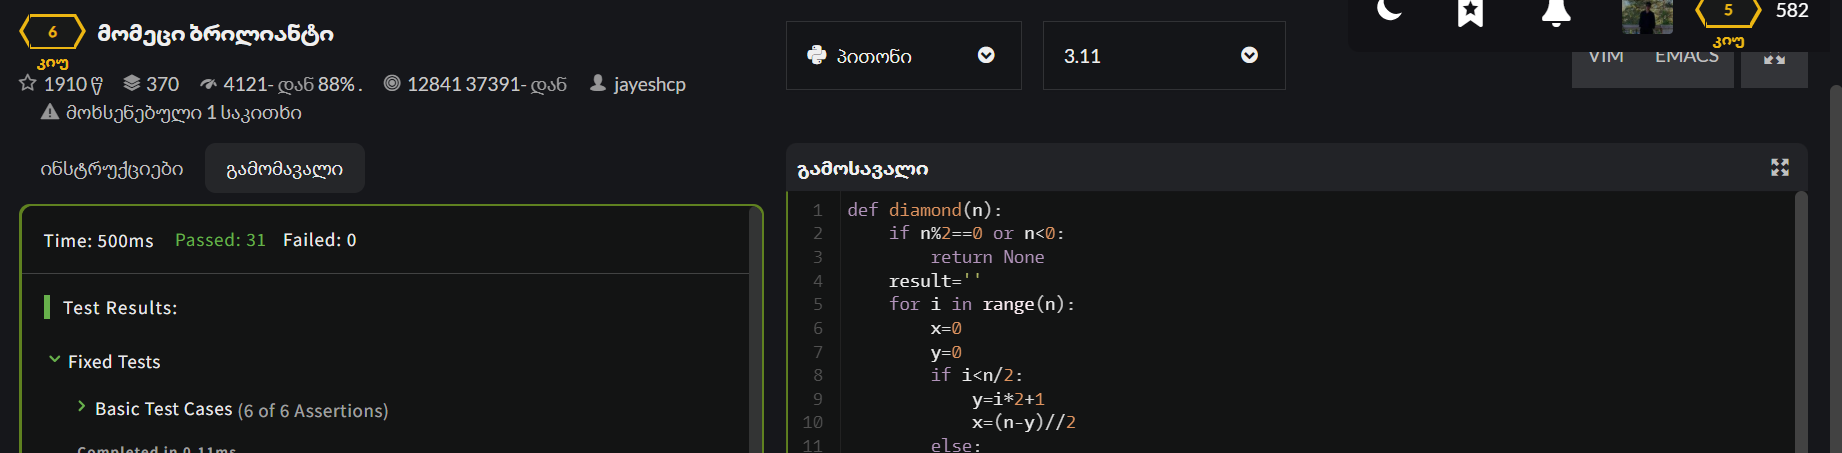 6 კიუ
მომეცი ბრილიანტი
1910 წ 370 4121- დან 88% . 12841 37391- დან jayeshcp
მოხსენებული 1 საკითხი
ინსტრუქციები გამომავალი
Time: 500ms Passed: 31 Failed: 0
Test Results:
Fixed Tests
Basic Test Cases (6 of 6 Assertions)
Completed in 0.11ms
პითონი 3.11
5 კიუ 582
VIM EMACS
გამოსავალი
1 def diamond(n):
2 if n%2==0 or n<0:
3 return None
4 result=''
5 for i in range(n):
6 x=0
7 y=0
8 if i<n/2:
9 y=i*2+1
10 x=(n-y)//2
11 else: